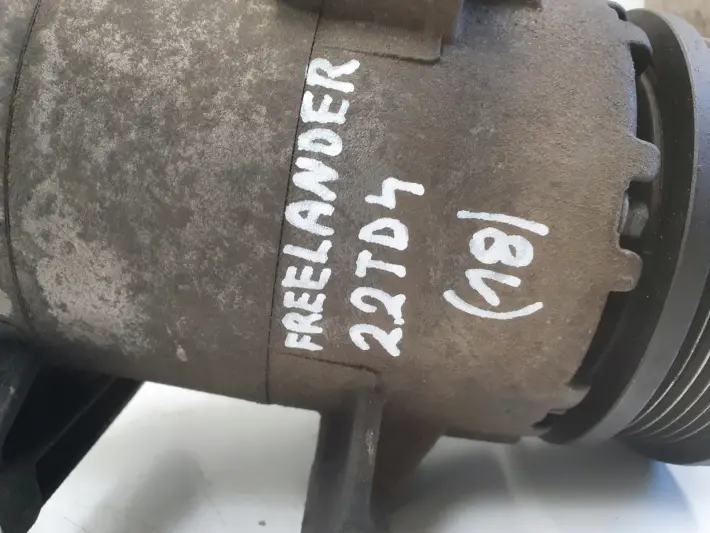 FREELANDER
2.2TD4
(18)